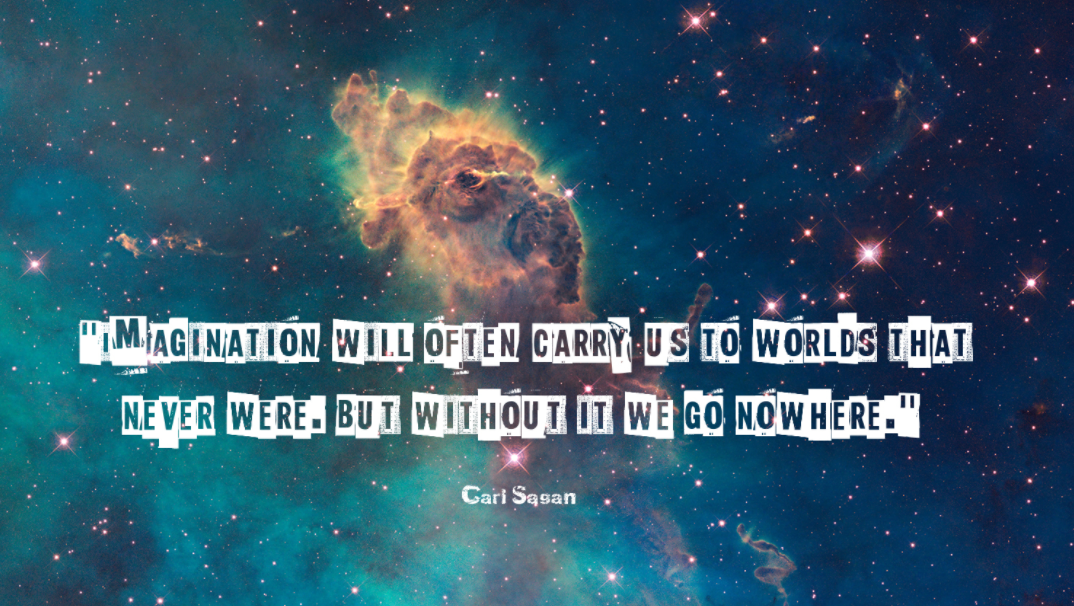 "IMAGINATION WILL OFTEN CARRY US TO WORLDS THAT
NEVER WERE. BUT WITHOUT IT WE GO NOWHERE."
Carl Sagan